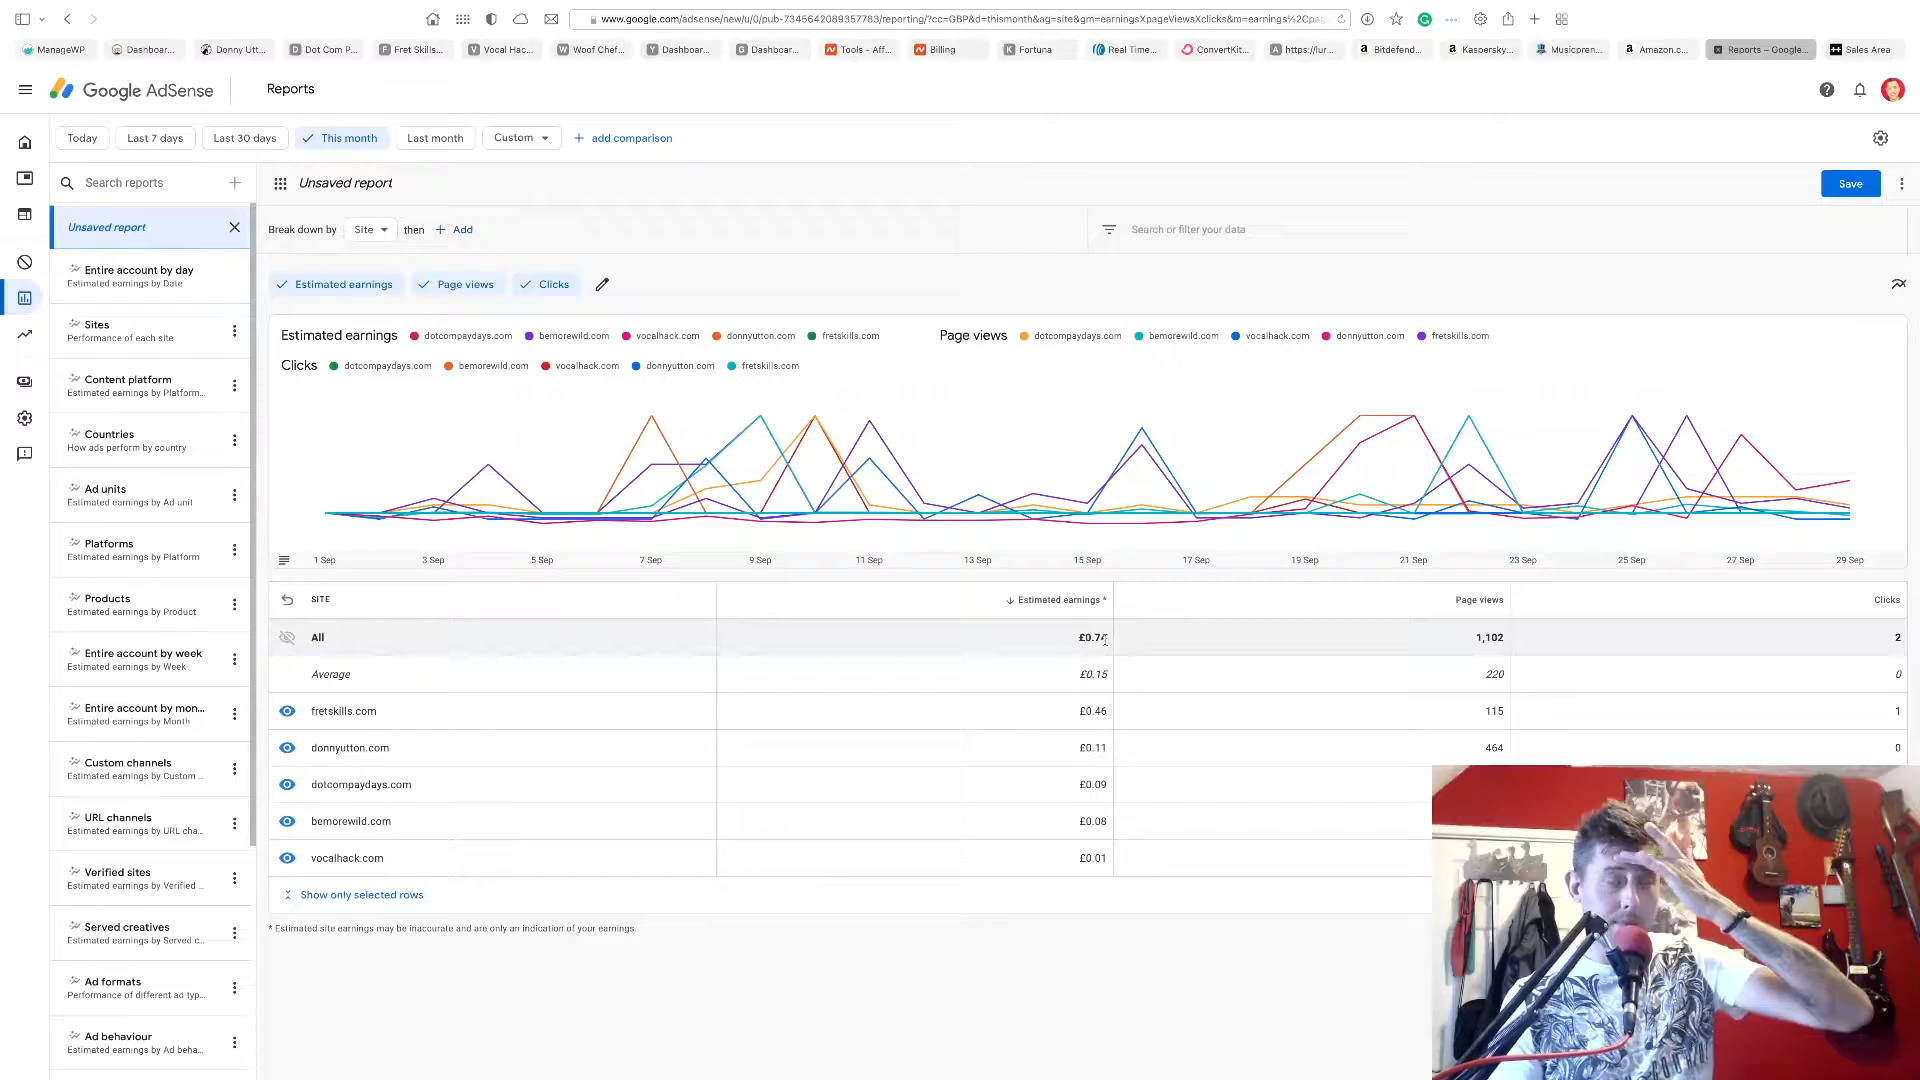 www.google.com/adsense/new/u/0/pub-7345642089357783/reporting/?cc=GBP&d=thismonth&ag=site&gm=earningsXpageViewsXclicks&m=earnings%2Cpag
ManageWP Dashboar... Donny Utt... Dot Com P... Fret Skills... Vocal Hac... Woof Chef... Dashboar... Dashboar... Tools - Aff... Billing Fortuna Real Time... ConvertKit... https://lur... Bitdefend... Kaspersky... Musicpren... Amazon.c... Reports – Google... Sales Area
Google AdSense Reports
Today Last 7 days Last 30 days This month Last month Custom + add comparison
Search reports
Unsaved report
Save
Unsaved report
Break down by Site then + Add
Search or filter your data
Entire account by day
Estimated earnings by Date
Sites
Performance of each site
Content platform
Estimated earnings by Platform...
Countries
How ads perform by country
Ad units
Estimated earnings by Ad unit
Platforms
Estimated earnings by Platform
Products
Estimated earnings by Product
Entire account by week
Estimated earnings by Week
Entire account by mon...
Estimated earnings by Month
Custom channels
Estimated earnings by Custom ...
URL channels
Estimated earnings by URL cha...
Verified sites
Estimated earnings by Verified ...
Served creatives
Estimated earnings by Served c...
Ad formats
Performance of different ad typ...
Ad behaviour
Estimated earnings by Ad beha...
Estimated earnings Page views Clicks
Estimated earnings dotcompaydays.com bemorewild.com vocalhack.com donnyutton.com fretskills.com
Page views dotcompaydays.com bemorewild.com vocalhack.com donnyutton.com fretskills.com
Clicks dotcompaydays.com bemorewild.com vocalhack.com donnyutton.com fretskills.com
1 Sep 3 Sep 5 Sep 7 Sep 9 Sep 11 Sep 13 Sep 15 Sep 17 Sep 19 Sep 21 Sep 23 Sep 25 Sep 27 Sep 29 Sep
SITE Estimated earnings * Page views Clicks
All 1,102 2
Average £0.15 220 0
fretskills.com £0.46 115 1
donnyutton.com £0.11 464 0
dotcompaydays.com £0.09
bemorewild.com £0.08
vocalhack.com £0.01
Show only selected rows
* Estimated site earnings may be inaccurate and are only an indication of your earnings.